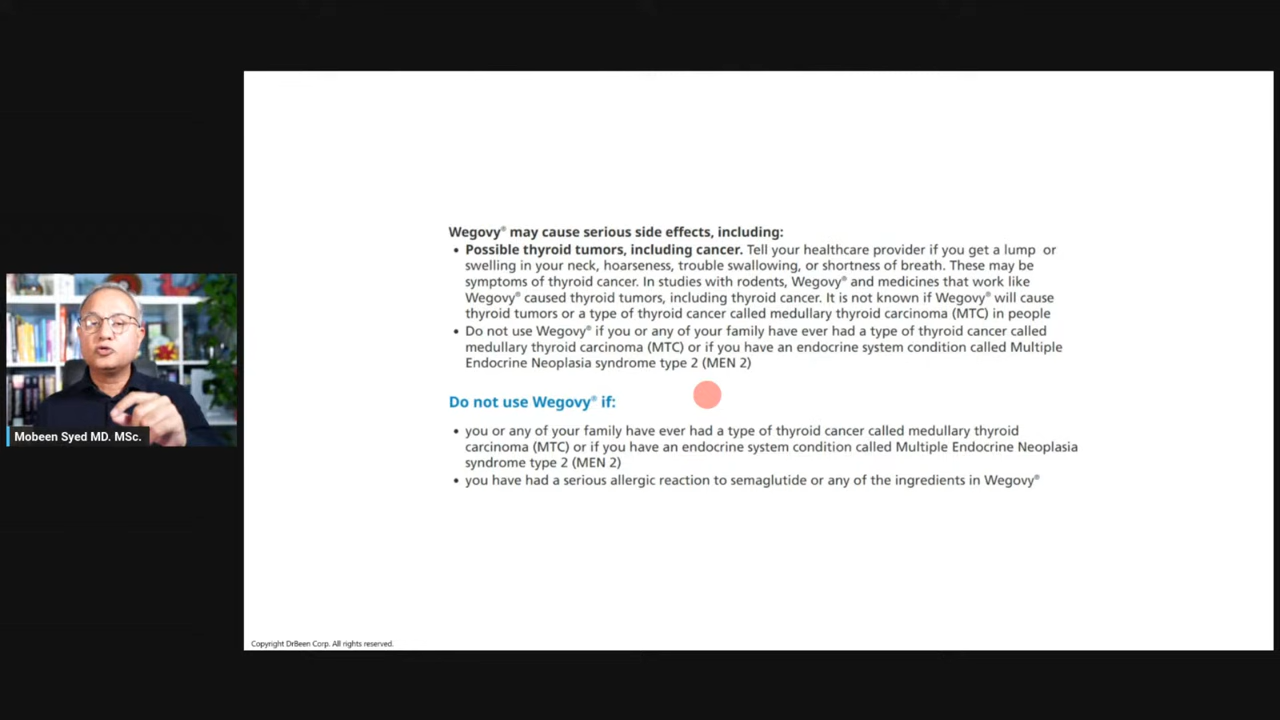 Wegovy® may cause serious side effects, including:
• Possible thyroid tumors, including cancer. Tell your healthcare provider if you get a lump or
swelling in your neck, hoarseness, trouble swallowing, or shortness of breath. These may be
symptoms of thyroid cancer. In studies with rodents, Wegovy® and medicines that work like
Wegovy® caused thyroid tumors, including thyroid cancer. It is not known if Wegovy® will cause
thyroid tumors or a type of thyroid cancer called medullary thyroid carcinoma (MTC) in people
• Do not use Wegovy® if you or any of your family have ever had a type of thyroid cancer called
medullary thyroid carcinoma (MTC) or if you have an endocrine system condition called Multiple
Endocrine Neoplasia syndrome type 2 (MEN 2)
Do not use Wegovy® if:
• you or any of your family have ever had a type of thyroid cancer called medullary thyroid
carcinoma (MTC) or if you have an endocrine system condition called Multiple Endocrine Neoplasia
syndrome type 2 (MEN 2)
• you have had a serious allergic reaction to semaglutide or any of the ingredients in Wegovy®
Mobeen Syed MD. MSc.
Copyright DrBeen Corp. All rights reserved.